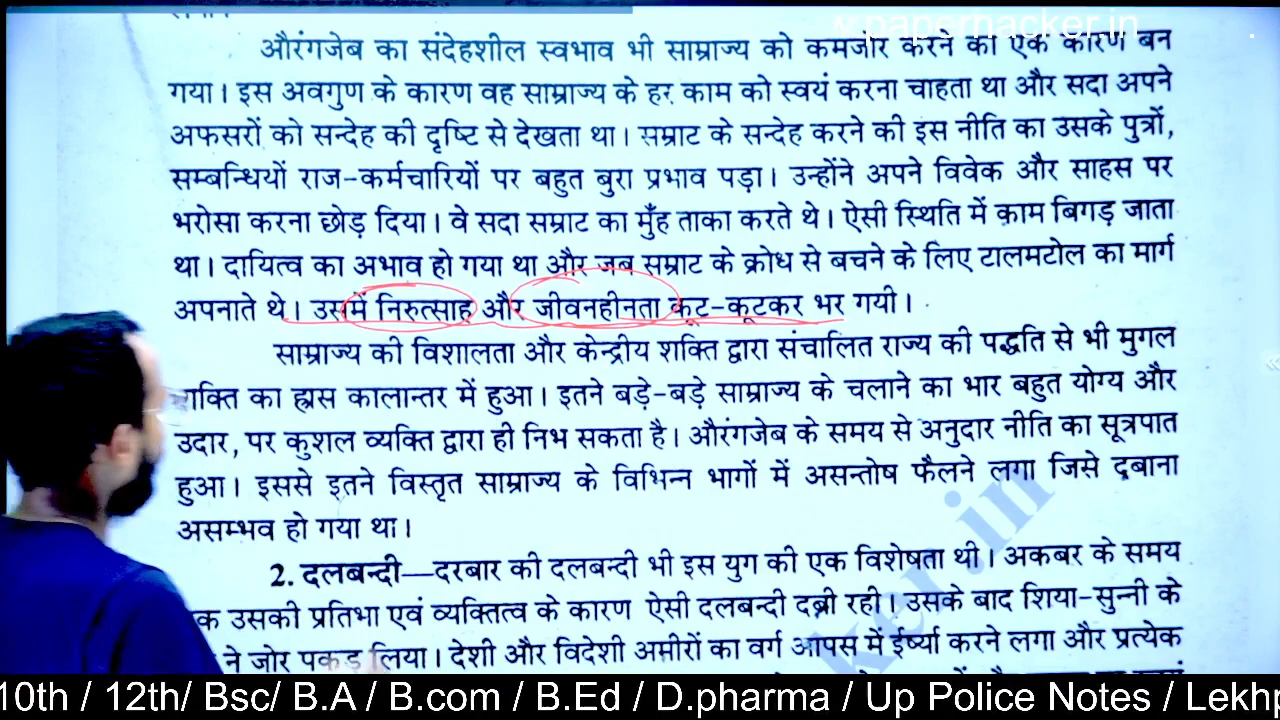 w.papernacker.in
औरंगजेब का संदेहशील स्वभाव भी साम्राज्य को कमजोर करने का एक कारण बन
गया। इस अवगुण के कारण वह साम्राज्य के हर काम को स्वयं करना चाहता था और सदा अपने
अफसरों को सन्देह की दृष्टि से देखता था। सम्राट के सन्देह करने की इस नीति का उसके पुत्रों,
सम्बन्धियों राज-कर्मचारियों पर बहुत बुरा प्रभाव पड़ा। उन्होंने अपने विवेक और साहस पर
भरोसा करना छोड़ दिया। वे सदा सम्राट का मुँह ताका करते थे। ऐसी स्थिति में काम बिगड़ जाता
था। दायित्व का अभाव हो गया था और जब सम्राट के क्रोध से बचने के लिए टालमटोल का मार्ग
अपनाते थे। उसमें निरुत्साह और जीवनहीनता कूट-कूटकर भर गयी।
साम्राज्य की विशालता और केन्द्रीय शक्ति द्वारा संचालित राज्य की पद्धति से भी मुगल
शक्ति का ह्रास कालान्तर में हुआ। इतने बड़े-बड़े साम्राज्य के चलाने का भार बहुत योग्य और
उदार, पर कुशल व्यक्ति द्वारा ही निभ सकता है। औरंगजेब के समय से अनुदार नीति का सूत्रपात
हुआ। इससे इतने विस्तृत साम्राज्य के विभिन्न भागों में असन्तोष फैलने लगा जिसे दबाना
असम्भव हो गया था।
2. दलबन्दी—दरबार की दलबन्दी भी इस युग की एक विशेषता थी। अकबर के समय
क उसकी प्रतिभा एवं व्यक्तित्व के कारण ऐसी दलबन्दी दबी रही। उसके बाद शिया-सुन्नी के
ने जोर पकड़ लिया। देशी और विदेशी अमीरों का वर्ग आपस में ईर्ष्या करने लगा और प्रत्येक
ker.in
10th / 12th/ Bsc/ B.A / B.com / B.Ed / D.pharma / Up Police Notes / Lekhp